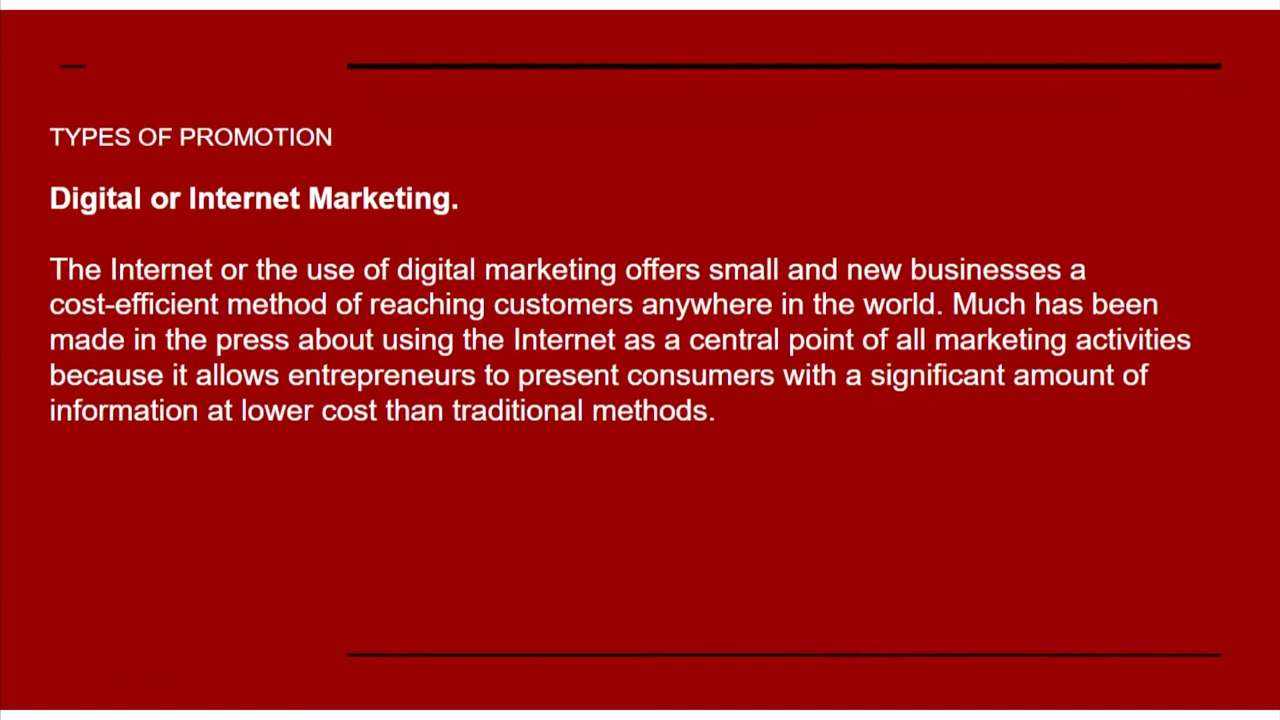 TYPES OF PROMOTION
Digital or Internet Marketing.
The Internet or the use of digital marketing offers small and new businesses a
cost-efficient method of reaching customers anywhere in the world. Much has been
made in the press about using the Internet as a central point of all marketing activities
because it allows entrepreneurs to present consumers with a significant amount of
information at lower cost than traditional methods.